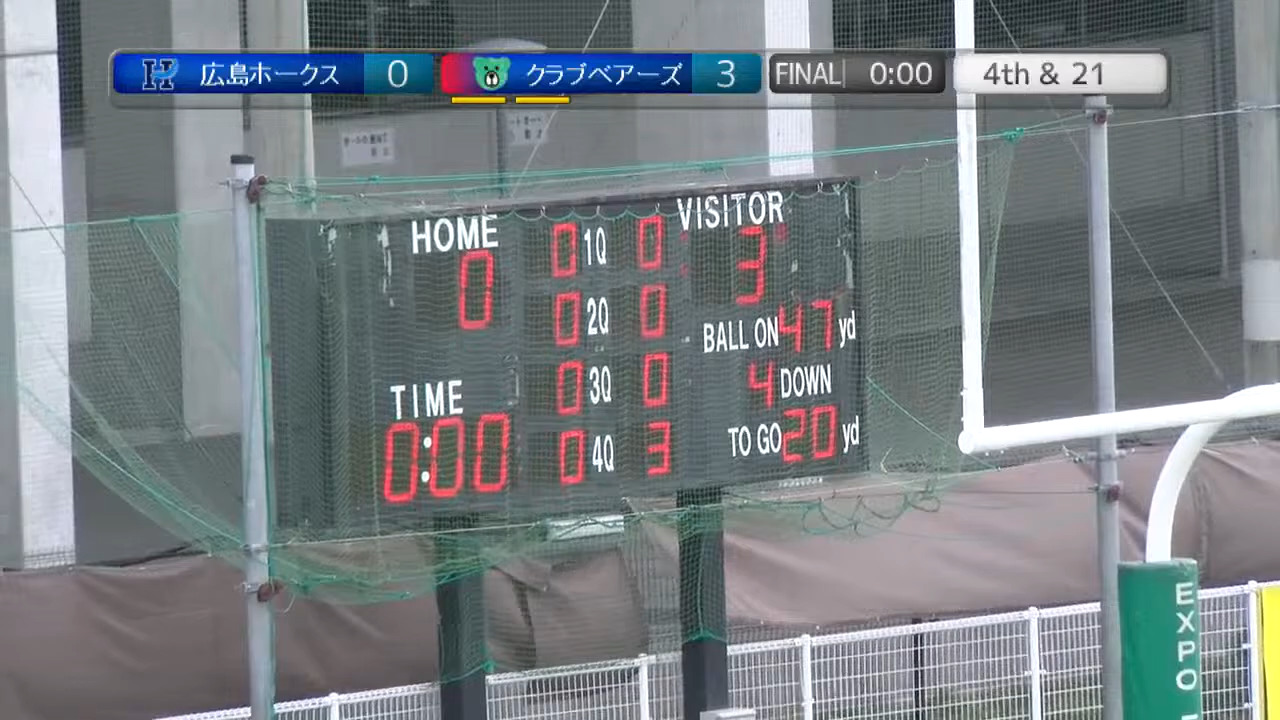 広島ホークス 0 クラブベアーズ 3 FINAL 0:00 4th & 21
HOME VISITOR
0 3
0 1Q 0
0 2Q 0
0 3Q 0
0 4Q 3
BALL ON 47 yd
4 DOWN
TO GO 20 yd
TIME
0:00
EXPO